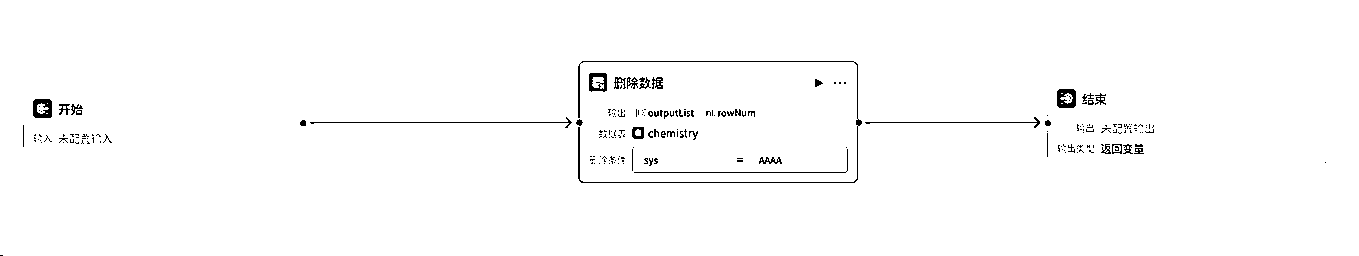 开始
输入 未配置输入
删除数据
输出 outputList rowNum
数据表 chemistry
删除条件 sys = AAAA
结束
输出 未配置输出
输出类型 返回变量